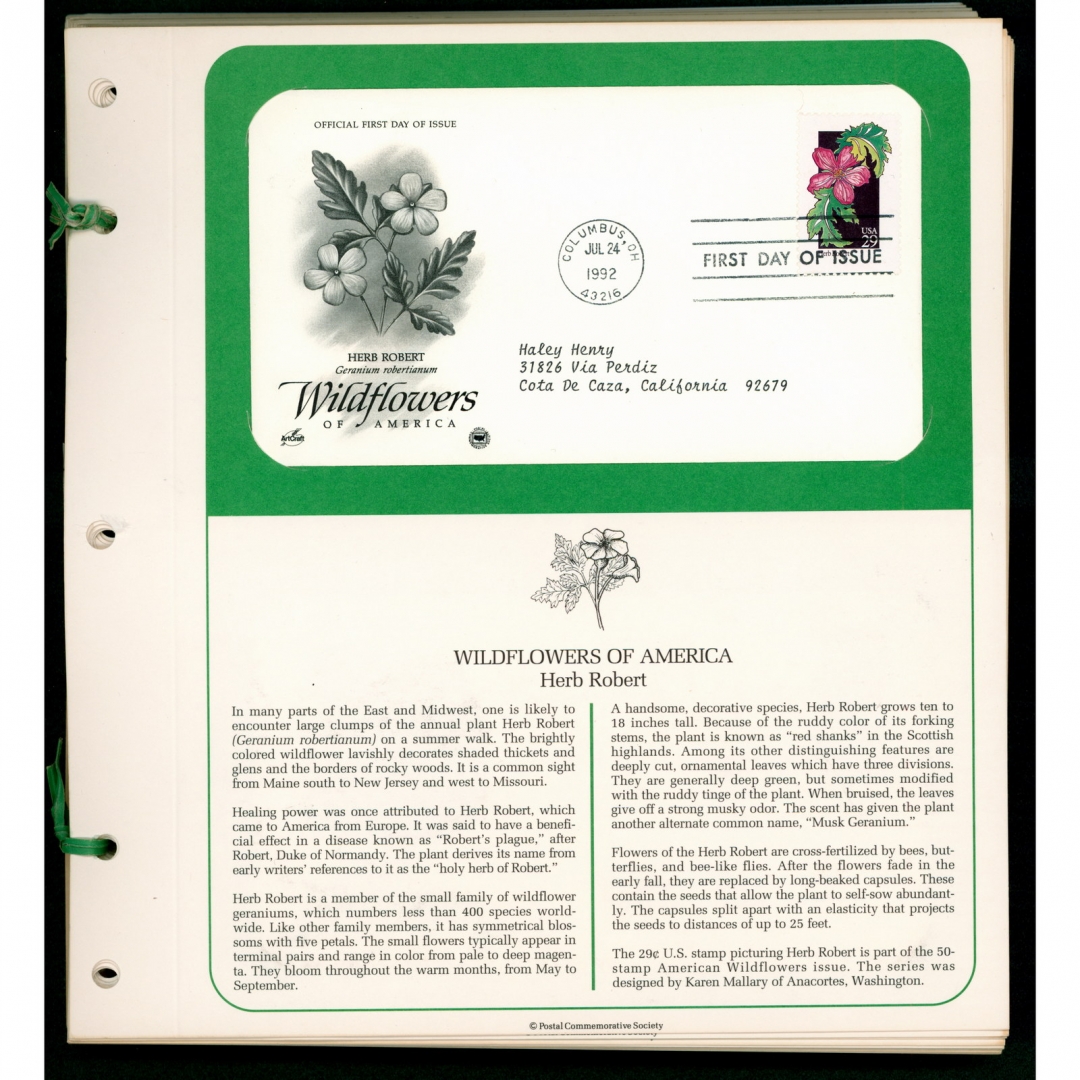 OFFICIAL FIRST DAY OF ISSUE
HERB ROBERT
Geranium robertianum
Wildflowers
OF AMERICA
ArtCraft
COLUMBUS, OH
JUL 24
1992
43216
USA
29
FIRST DAY OF ISSUE
Haley Henry
31826 Via Perdiz
Cota De Caza, California 92679
WILDFLOWERS OF AMERICA
Herb Robert
In many parts of the East and Midwest, one is likely to
encounter large clumps of the annual plant Herb Robert
(Geranium robertianum) on a summer walk. The brightly
colored wildflower lavishly decorates shaded thickets and
glens and the borders of rocky woods. It is a common sight
from Maine south to New Jersey and west to Missouri.
Healing power was once attributed to Herb Robert, which
came to America from Europe. It was said to have a benefi-
cial effect in a disease known as “Robert’s plague,” after
Robert, Duke of Normandy. The plant derives its name from
early writers’ references to it as the “holy herb of Robert.”
Herb Robert is a member of the small family of wildflower
geraniums, which numbers less than 400 species world-
wide. Like other family members, it has symmetrical blos-
soms with five petals. The small flowers typically appear in
terminal pairs and range in color from pale to deep magen-
ta. They bloom throughout the warm months, from May to
September.
A handsome, decorative species, Herb Robert grows ten to
18 inches tall. Because of the ruddy color of its forking
stems, the plant is known as “red shanks” in the Scottish
highlands. Among its other distinguishing features are
deeply cut, ornamental leaves which have three divisions.
They are generally deep green, but sometimes modified
with the ruddy tinge of the plant. When bruised, the leaves
give off a strong musky odor. The scent has given the plant
another alternate common name, “Musk Geranium.”
Flowers of the Herb Robert are cross-fertilized by bees, but-
terflies, and bee-like flies. After the flowers fade in the
early fall, they are replaced by long-beaked capsules. These
contain the seeds that allow the plant to self-sow abundant-
ly. The capsules split apart with an elasticity that projects
the seeds to distances of up to 25 feet.
The 29¢ U.S. stamp picturing Herb Robert is part of the 50-
stamp American Wildflowers issue. The series was
designed by Karen Mallary of Anacortes, Washington.
© Postal Commemorative Society